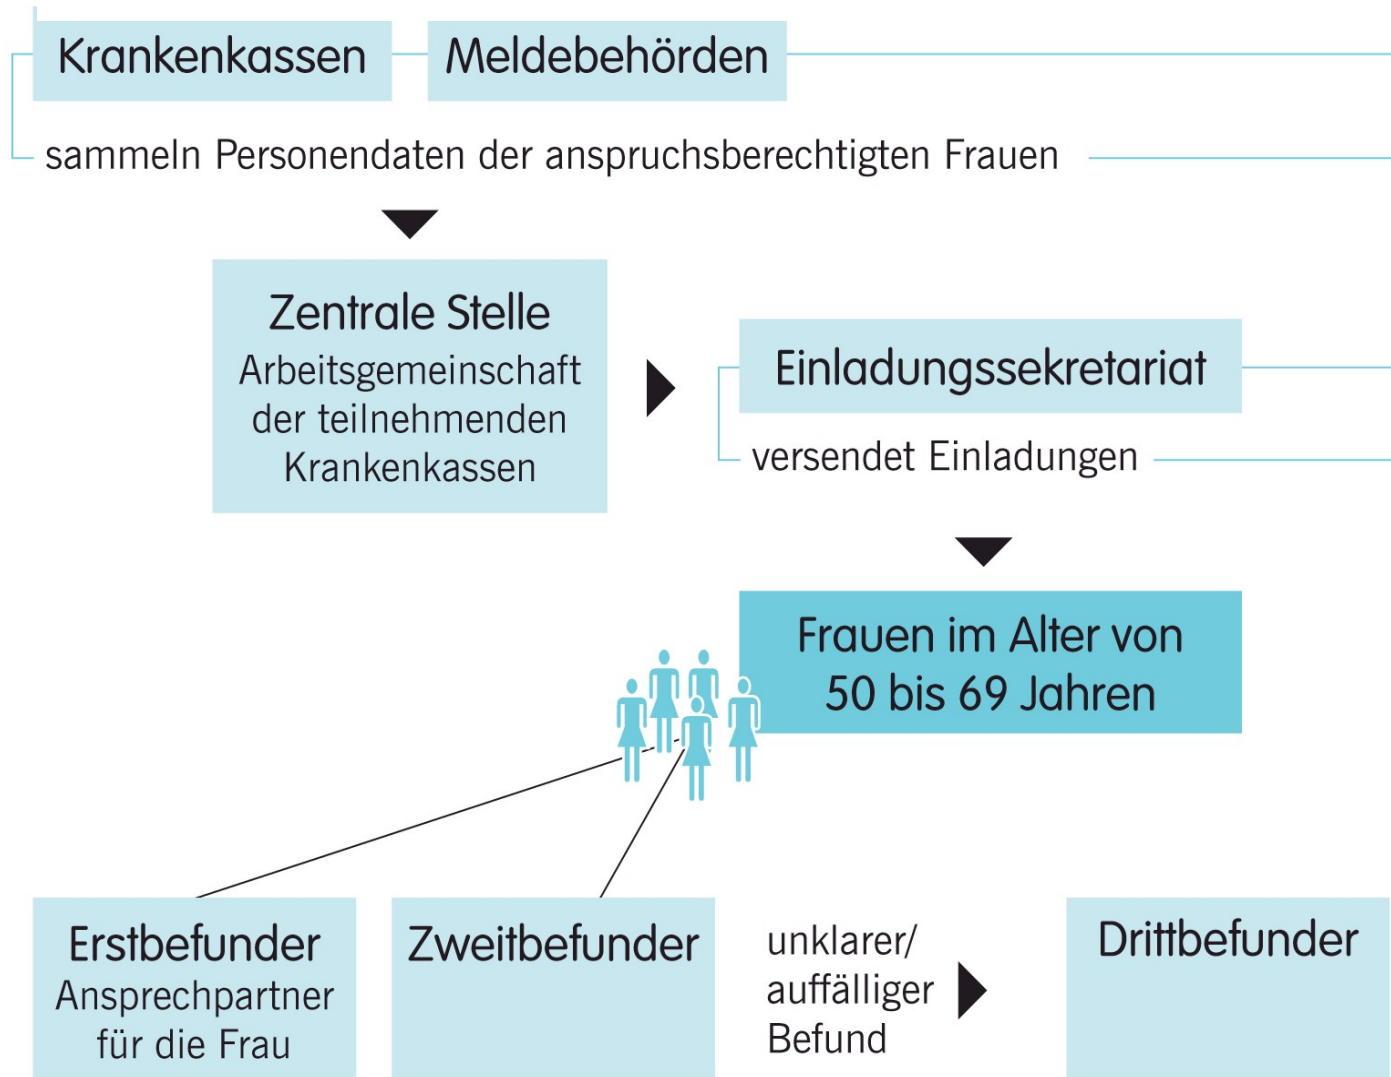 Krankenkassen
Meldebehörden
sammeln Personendaten der anspruchsberechtigten Frauen
Zentrale Stelle
Arbeitsgemeinschaft
der teilnehmenden
Krankenkassen
Einladungssekretariat
versendet Einladungen
Frauen im Alter von
50 bis 69 Jahren
Erstbefunder
Ansprechpartner
für die Frau
Zweitbefunder
unklarer/
auffälliger
Befund
Drittbefunder